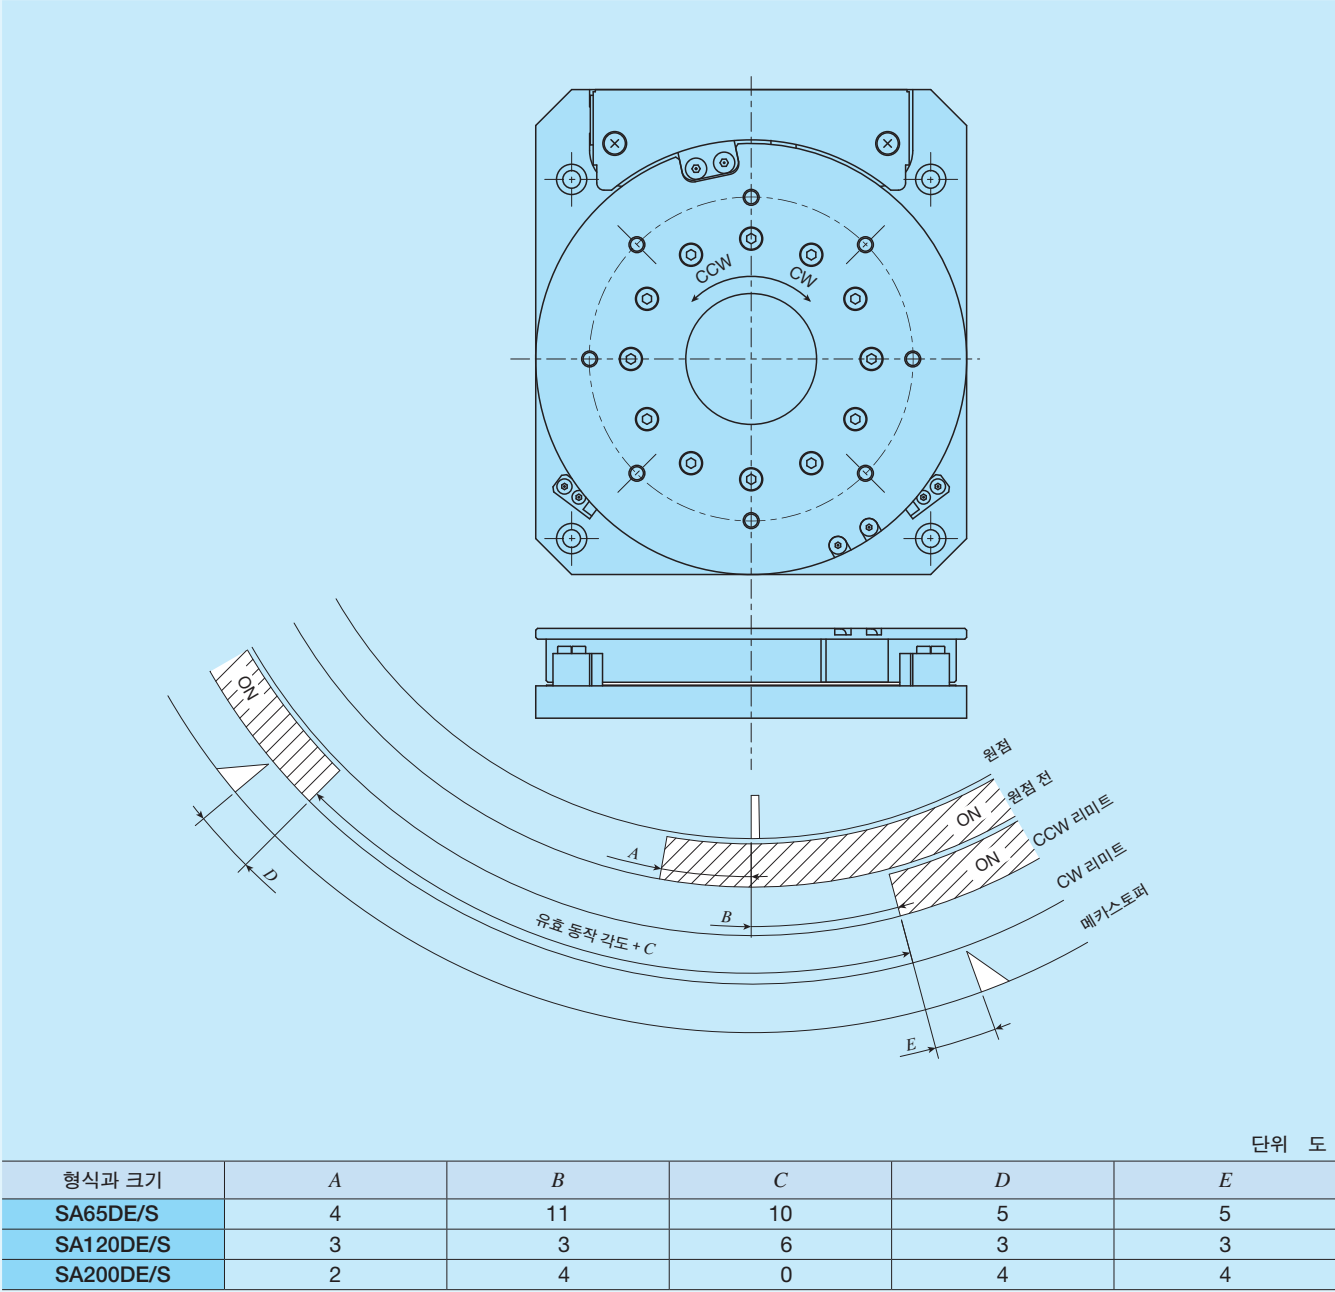 CCW CW
ON
원점
원점 전
ON
CCW 리미트
A
ON
CW 리미트
D
B
메카스토퍼
유효 동작 각도 + C
E
단위 도
형식과 크기 A B C D E
SA65DE/S 4 11 10 5 5
SA120DE/S 3 3 6 3 3
SA200DE/S 2 4 0 4 4